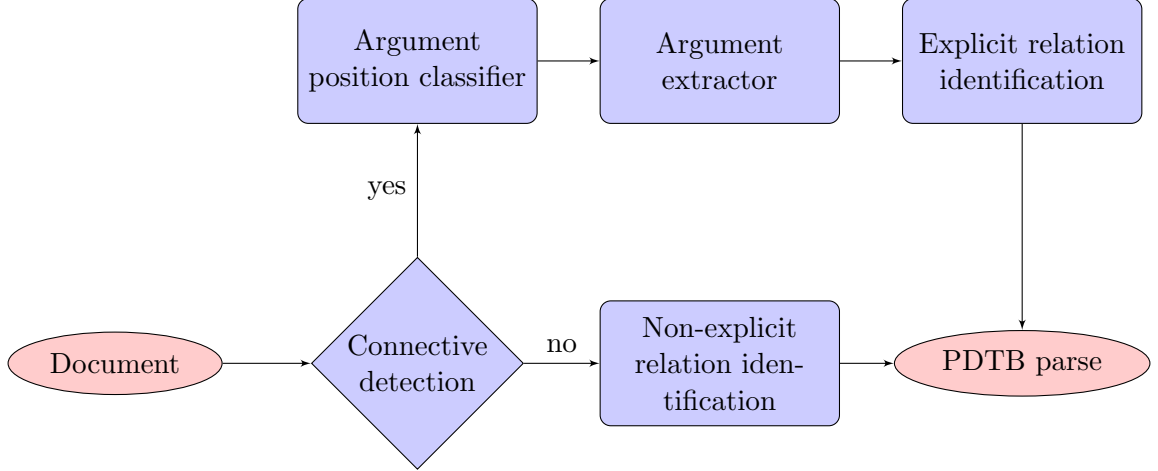 Argument
position classifier
Argument
extractor
Explicit relation
identification
yes
Document
Connective
detection
no
Non-explicit
relation iden-
tification
PDTB parse